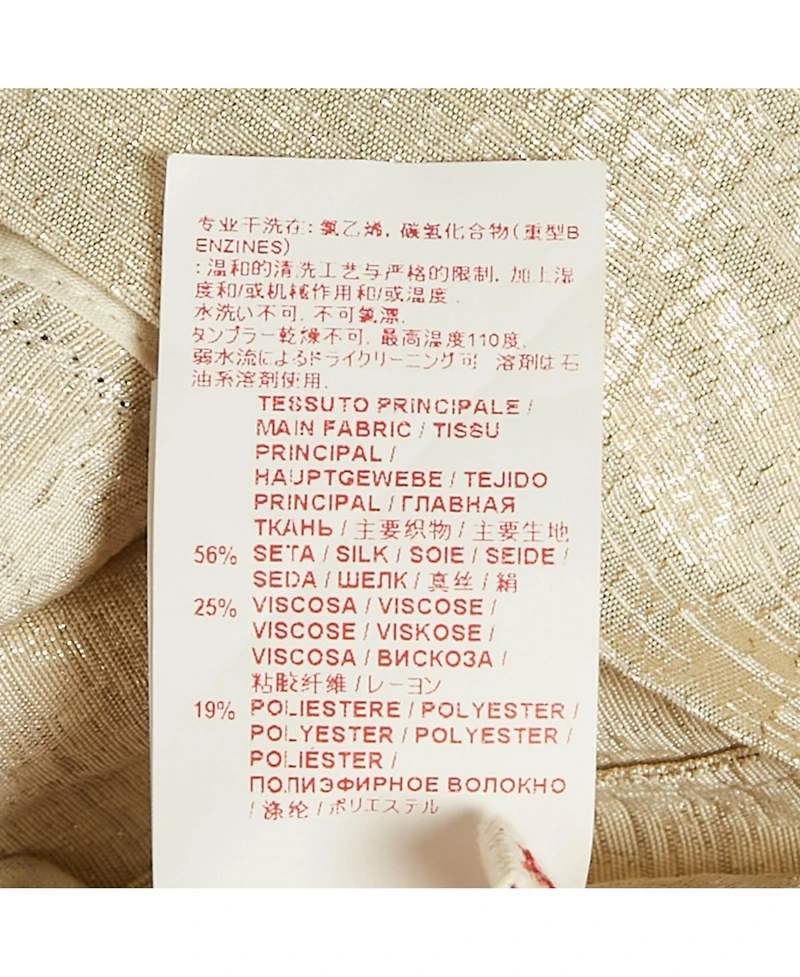 专业干洗在: 氯乙烯, 碳氢化合物(重型B
ENZINES)
:温和的清洗工艺与严格的限制, 加上湿
度和/或机械作用和/或温度.
水洗い不可, 不可氯漂.
タンブラー乾燥不可, 最高温度110度.
弱水流によるドライクリーニング可 溶剤は石
油系溶剤使用.
TESSUTO PRINCIPALE /
MAIN FABRIC / TISSU
PRINCIPAL /
HAUPTGEWEBE / TEJIDO
PRINCIPAL / ГЛАВНАЯ
ТКАНЬ / 主要织物 / 主要生地
56% SETA / SILK / SOIE / SEIDE /
SEDA / ШЕЛК / 真丝 / 絹
25% VISCOSA / VISCOSE /
VISCOSE / VISKOSE /
VISCOSA / ВИСКОЗА /
粘胶纤维 / レーヨン
19% POLIESTERE / POLYESTER /
POLYESTER / POLYESTER /
POLIÉSTER /
ПОЛИЭФИРНОЕ ВОЛОКНО
/ 涤纶 / ポリエステル